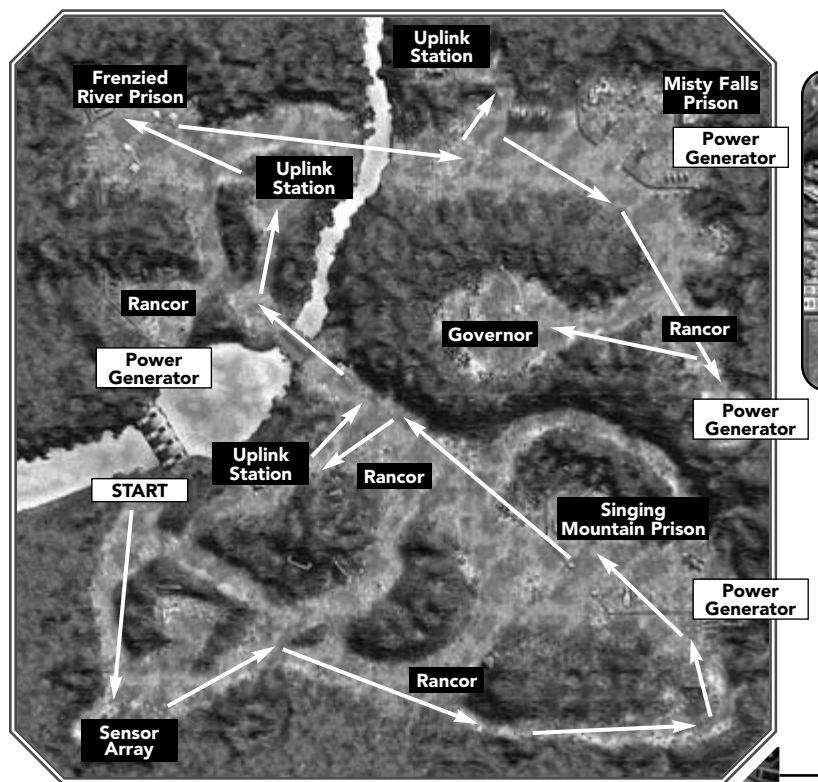 Uplink
Station
Frenzied
River Prison
Misty Falls
Prison
Power
Generator
Uplink
Station
Rancor
Governor
Rancor
Power
Generator
Power
Generator
Uplink
Station
Rancor
START
Singing
Mountain Prison
Power
Generator
Rancor
Sensor
Array